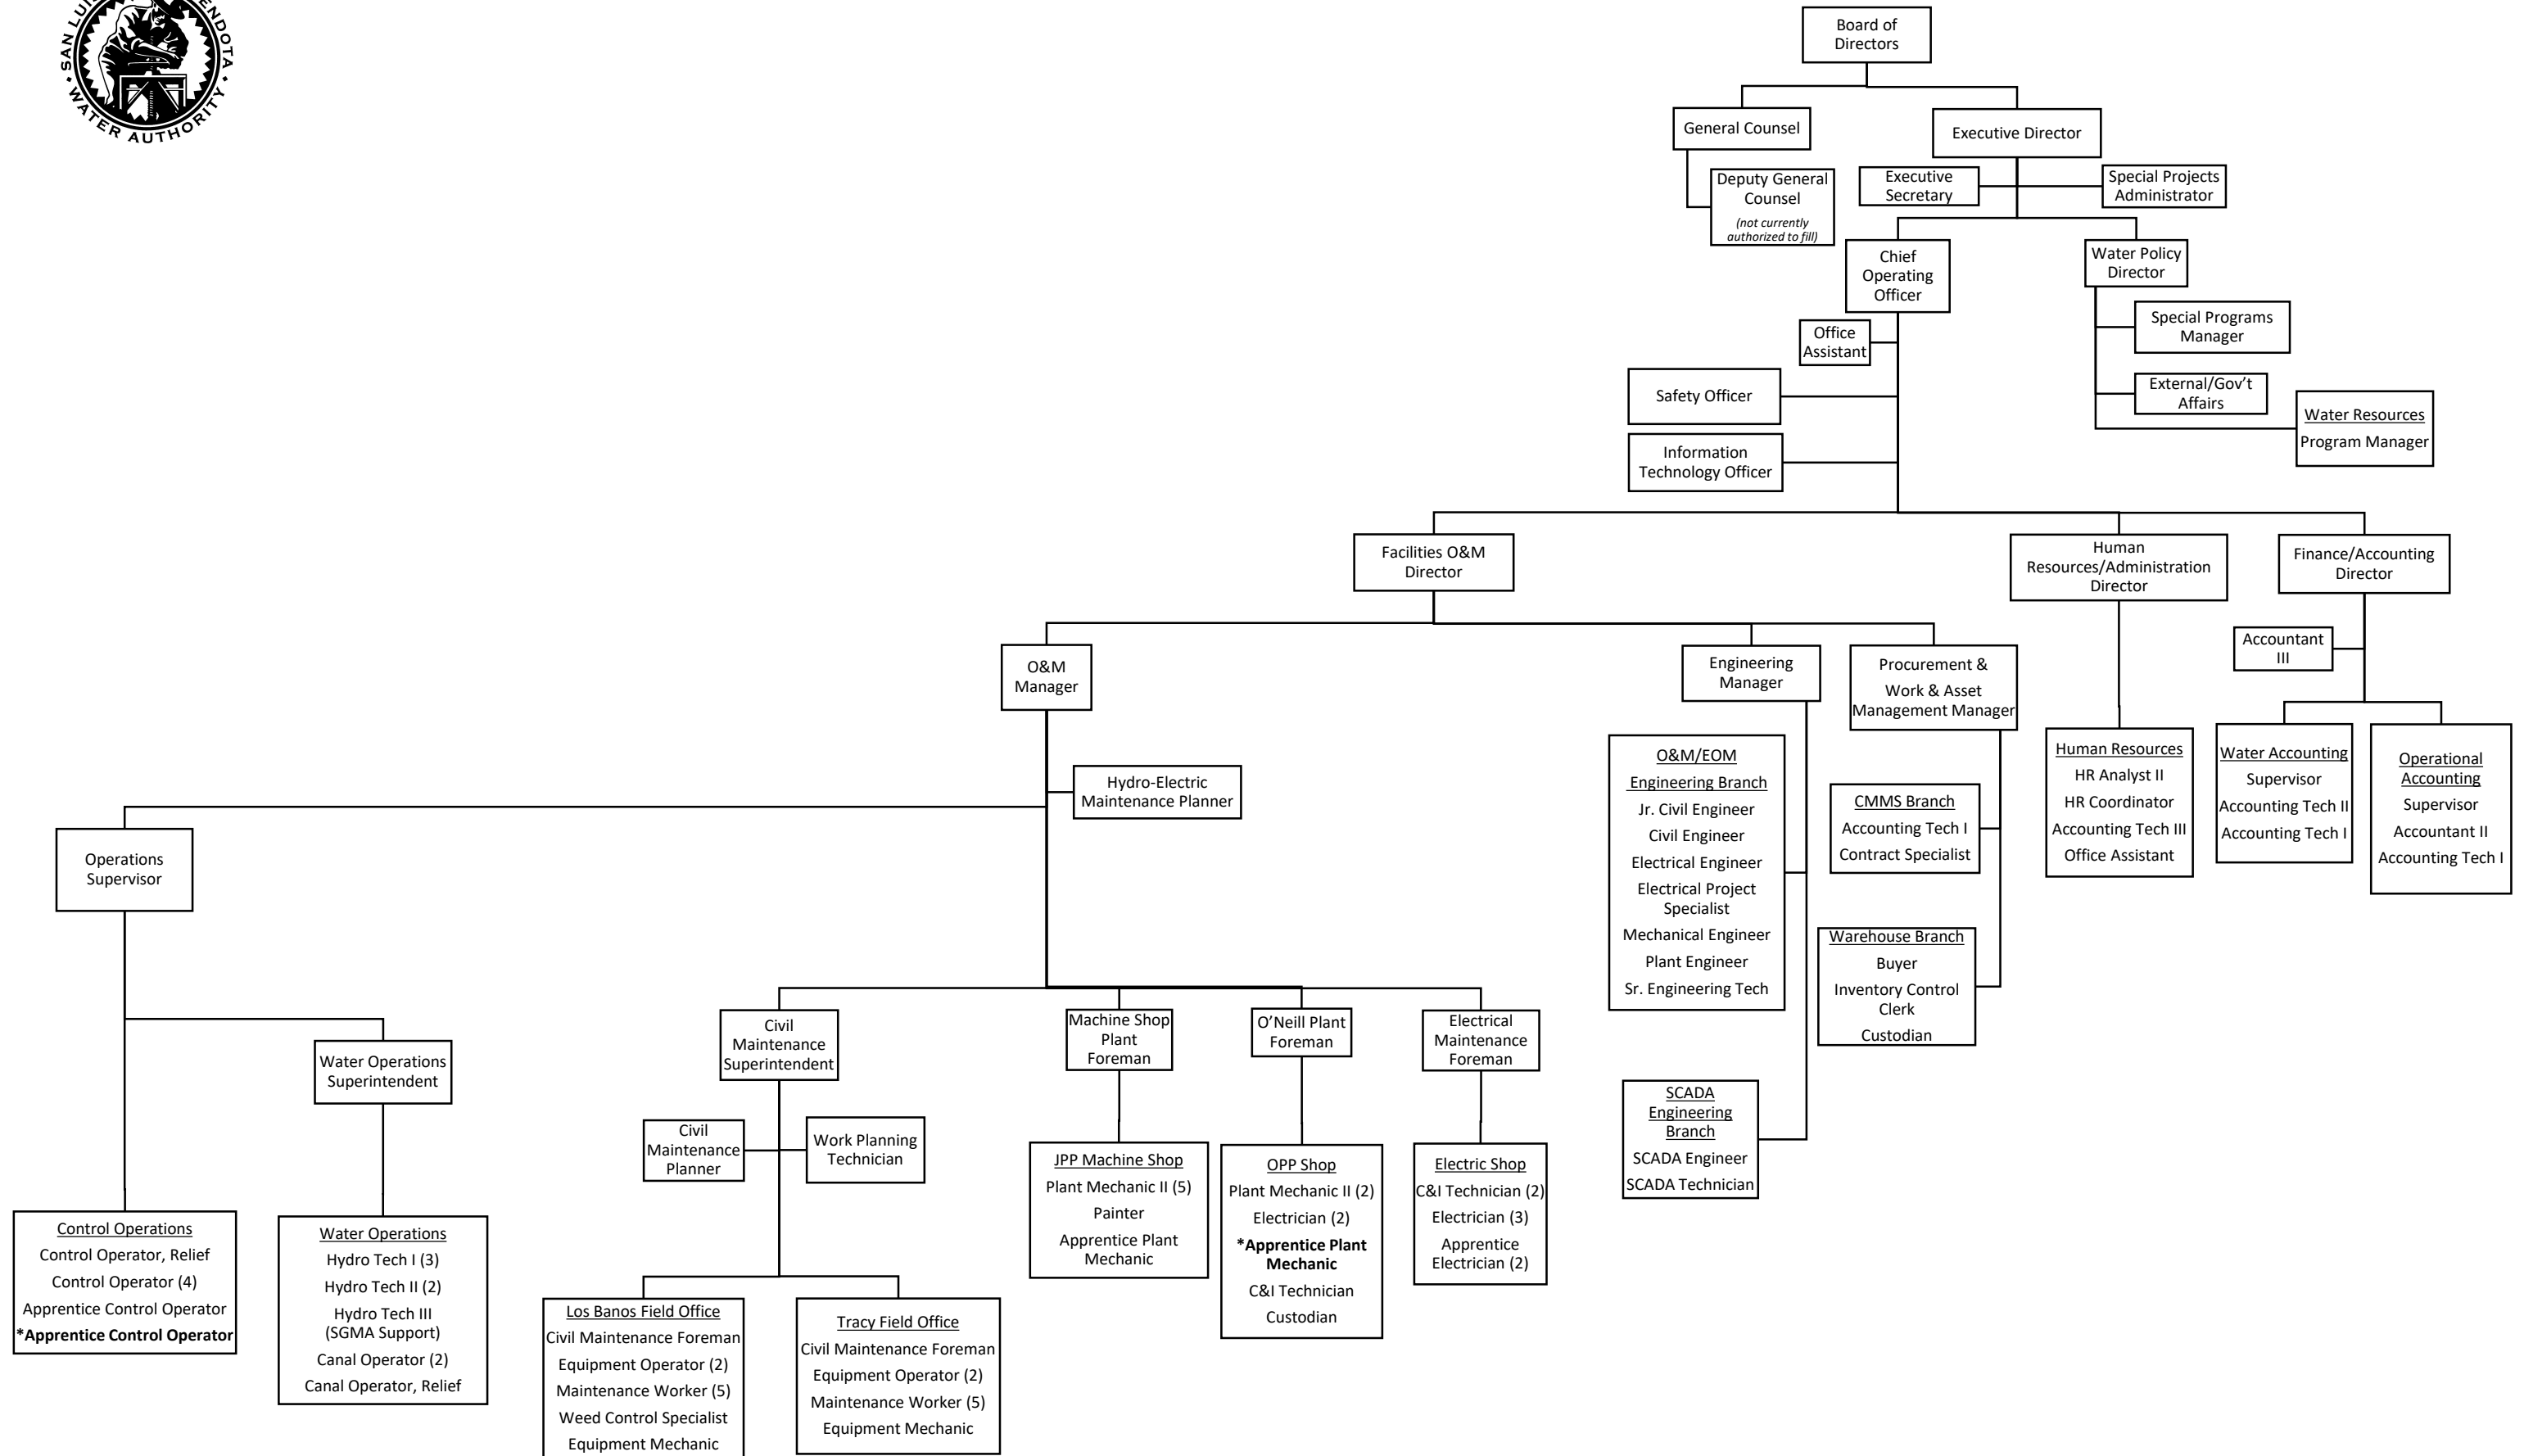 SAN LUIS
ENDOTA
WATER AUTHORITY
Board of
Directors
General Counsel
Executive Director
Deputy General
Counsel
(not currently
authorized to fill)
Executive
Secretary
Special Projects
Administrator
Chief
Operating
Officer
Water Policy
Director
Office
Assistant
Special Programs
Manager
Safety Officer
External/Gov't
Affairs
Water Resources
Program Manager
Information
Technology Officer
Facilities O&M
Director
Human
Resources/Administration
Director
Finance/Accounting
Director
O&M
Manager
Engineering
Manager
Procurement &
Work & Asset
Management Manager
Accountant
III
Hydro-Electric
Maintenance Planner
O&M/EOM
Engineering Branch
Jr. Civil Engineer
Civil Engineer
Electrical Engineer
Electrical Project
Specialist
Mechanical Engineer
Plant Engineer
Sr. Engineering Tech
CMMS Branch
Accounting Tech I
Contract Specialist
Human Resources
HR Analyst II
HR Coordinator
Accounting Tech III
Office Assistant
Water Accounting
Supervisor
Accounting Tech II
Accounting Tech I
Operational
Accounting
Supervisor
Accountant II
Accounting Tech I
Warehouse Branch
Buyer
Inventory Control
Clerk
Custodian
Operations
Supervisor
Water Operations
Superintendent
Civil
Maintenance
Superintendent
Machine Shop
Plant
Foreman
O'Neill Plant
Foreman
Electrical
Maintenance
Foreman
SCADA
Engineering
Branch
SCADA Engineer
SCADA Technician
Civil
Maintenance
Planner
Work Planning
Technician
JPP Machine Shop
Plant Mechanic II (5)
Painter
Apprentice Plant
Mechanic
OPP Shop
Plant Mechanic II (2)
Electrician (2)
*Apprentice Plant
Mechanic
C&I Technician
Custodian
Electric Shop
C&I Technician (2)
Electrician (3)
Apprentice
Electrician (2)
Control Operations
Control Operator, Relief
Control Operator (4)
Apprentice Control Operator
*Apprentice Control Operator
Water Operations
Hydro Tech I (3)
Hydro Tech II (2)
Hydro Tech III
(SGMA Support)
Canal Operator (2)
Canal Operator, Relief
Los Banos Field Office
Civil Maintenance Foreman
Equipment Operator (2)
Maintenance Worker (5)
Weed Control Specialist
Equipment Mechanic
Tracy Field Office
Civil Maintenance Foreman
Equipment Operator (2)
Maintenance Worker (5)
Equipment Mechanic